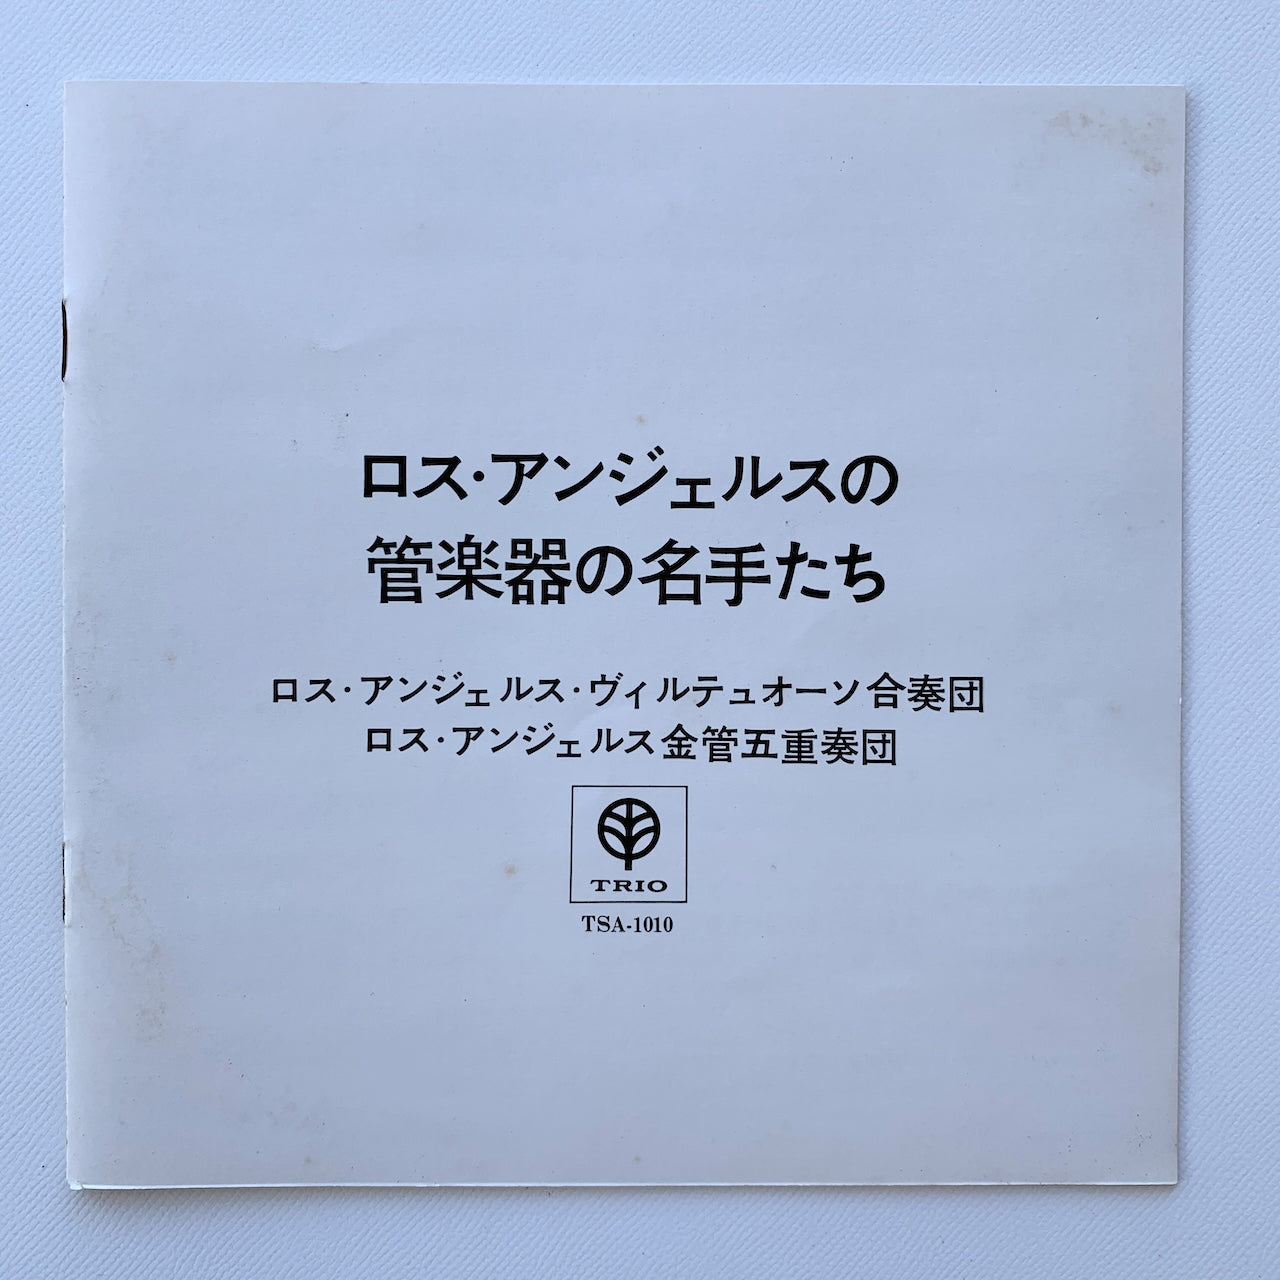 ロス・アンジェルスの
管楽器の名手たち
ロス・アンジェルス・ヴィルテュオーソ合奏団
ロス・アンジェルス金管五重奏団
TRIO
TSA-1010